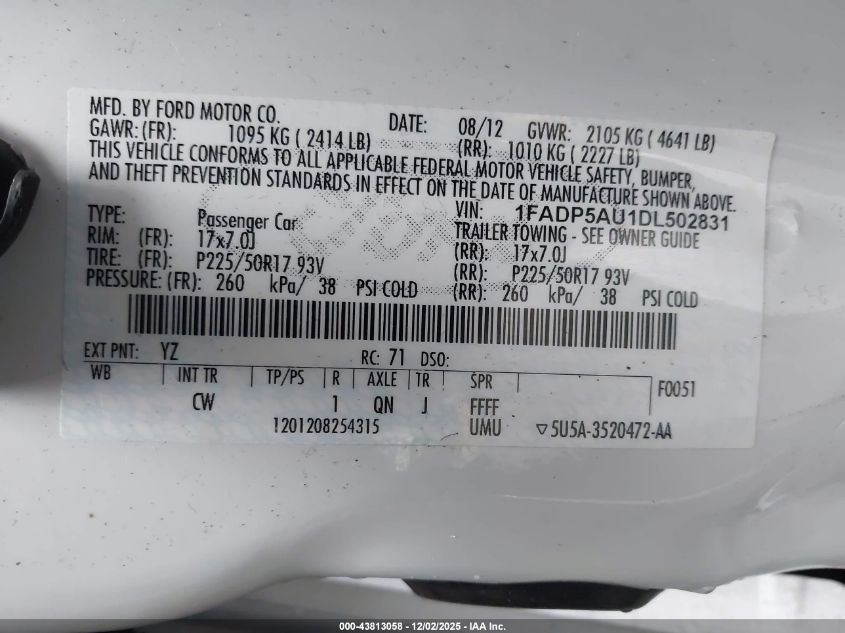 MFD. BY FORD MOTOR CO. DATE: 08/12 GVWR: 2105 KG ( 4641 LB)
GAWR:(FR): 1095 KG ( 2414 LB) (RR): 1010 KG ( 2227 LB)
THIS VEHICLE CONFORMS TO ALL APPLICABLE FEDERAL MOTOR VEHICLE SAFETY, BUMPER,
AND THEFT PREVENTION STANDARDS IN EFFECT ON THE DATE OF MANUFACTURE SHOWN ABOVE.
VIN: 1FADP5AU1DL502831
TYPE: Passenger Car TRAILER TOWING - SEE OWNER GUIDE
RIM: (FR): 17x7.0J (RR): 17x7.0J
TIRE: (FR): P225/50R17 93V (RR): P225/50R17 93V
PRESSURE: (FR): 260 kPa/ 38 PSI COLD (RR): 260 kPa/ 38 PSI COLD
EXT PNT: YZ RC: 71 DSO:
WB INT TR TP/PS R AXLE TR SPR F0051
CW 1 QN J FFFF
1201208254315 UMU ▽5U5A-3520472-AA
000-43813058 - 12/02/2025 - IAA Inc.